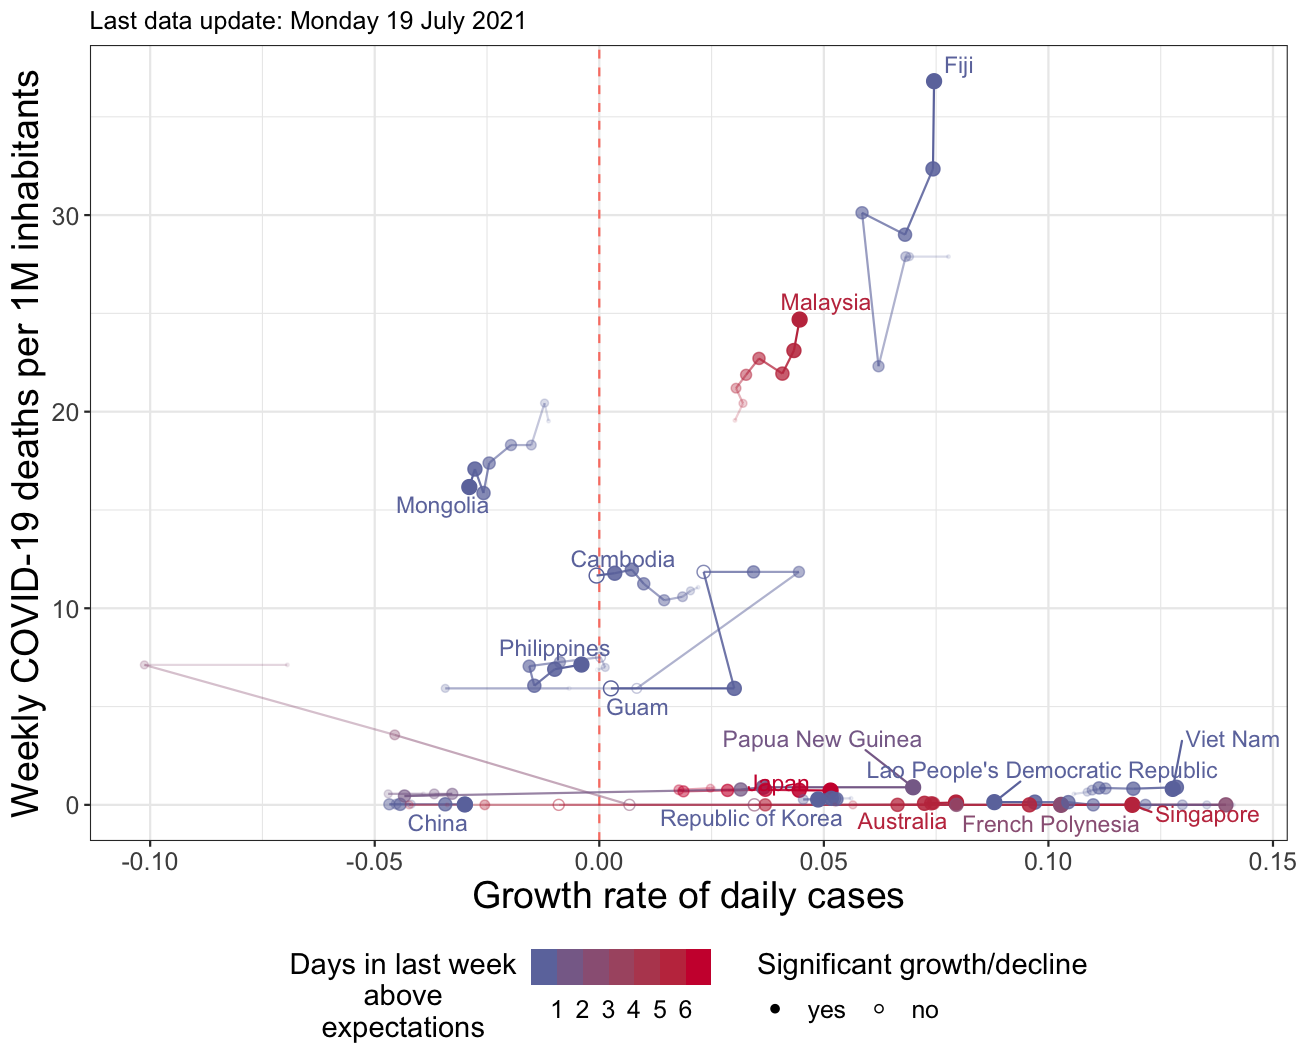 Last data update: Monday 19 July 2021
Weekly COVID-19 deaths per 1M inhabitants
30
20
10
0
Fiji
Malaysia
Mongolia
Cambodia
Philippines
Guam
Papua New Guinea
Viet Nam
Lao People's Democratic Republic
Japan
China
Republic of Korea
Australia
French Polynesia
Singapore
-0.10
-0.05
0.00
0.05
0.10
0.15
Growth rate of daily cases
Days in last week
above
expectations
1 2 3 4 5 6
Significant growth/decline
yes
no